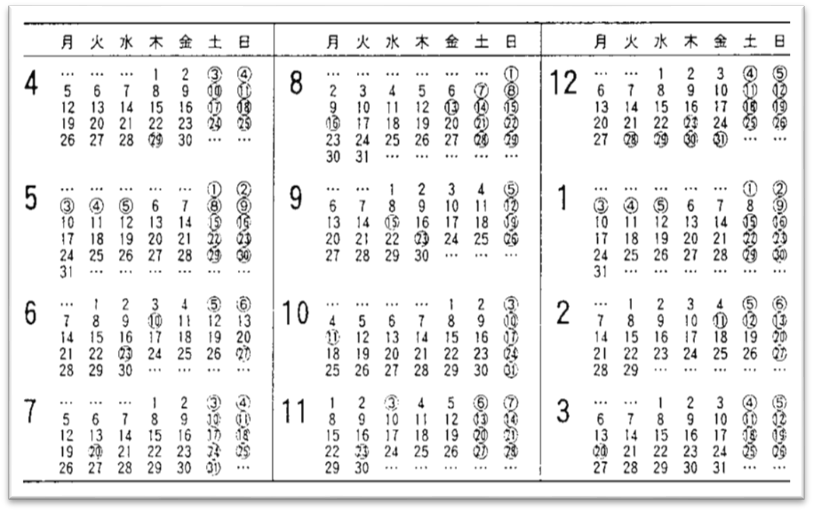 月 火 水 木 金 土 日
4
… … … 1 2 ③ ④
5 6 7 8 9 ⑩ ⑪
12 13 14 15 16 ⑰ ⑱
19 20 21 22 23 ㉔ ㉕
26 27 28 ㉙ 30 … …
5
… … … … … ① ②
③ ④ ⑤ 6 7 ⑧ ⑨
10 11 12 13 14 ⑮ ⑯
17 18 19 20 21 ㉒ ㉓
24 25 26 27 28 ㉙ ㉚
31 … … … … … …
6
… 1 2 3 4 ⑤ ⑥
7 8 9 ⑩ 11 12 13
14 15 16 17 18 19 20
21 22 ㉓ 24 25 26 ㉗
28 29 30 … … … …
7
… … … 1 2 ③ ④
5 6 7 8 9 ⑩ ⑪
12 13 14 15 16 ⑰ ⑱
19 ⑳ 21 22 23 ㉔ ㉕
26 27 28 29 30 ㉛ …
月 火 水 木 金 土 日
8
… … … … … … ①
2 3 4 5 6 ⑦ ⑧
9 10 11 12 ⑬ ⑭ ⑮
⑯ 17 18 19 20 ㉑ ㉒
23 24 25 26 27 ㉘ ㉙
30 31 … … … … …
9
… … 1 2 3 4 ⑤
6 7 8 9 10 11 ⑫
13 14 ⑮ 16 17 18 ⑲
20 21 22 ㉓ 24 25 ㉖
27 28 29 30 … … …
10
… … … … 1 2 ③
4 5 6 7 8 9 ⑩
⑪ 12 13 14 15 16 ⑰
18 19 20 21 22 23 ㉔
25 26 27 28 29 30 ㉛
11
1 2 ③ 4 5 ⑥ ⑦
8 9 10 11 12 ⑬ ⑭
15 16 17 18 19 ⑳ ㉑
22 ㉓ 24 25 26 ㉗ ㉘
29 30 … … … … …
月 火 水 木 金 土 日
12
… … 1 2 3 ④ ⑤
6 7 8 9 10 ⑪ ⑫
13 14 15 16 17 ⑱ ⑲
20 21 22 ㉓ 24 ㉕ ㉖
27 ㉘ ㉙ ㉚ ㉛ … …
1
… … … … … ① ②
③ ④ ⑤ 6 7 8 ⑨
10 11 12 13 14 ⑮ ⑯
17 18 19 20 21 ㉒ ㉓
24 25 26 27 28 ㉙ ㉚
31 … … … … … …
2
… 1 2 3 4 ⑤ ⑥
7 8 9 10 ⑪ ⑫ ⑬
14 15 16 17 18 19 ⑳
21 22 23 24 25 26 ㉗
28 29 … … … … …
3
… … 1 2 3 ④ ⑤
6 7 8 9 10 ⑪ ⑫
13 14 15 16 17 ⑱ ⑲
⑳ 21 22 23 24 ㉕ ㉖
27 28 29 30 31 … …